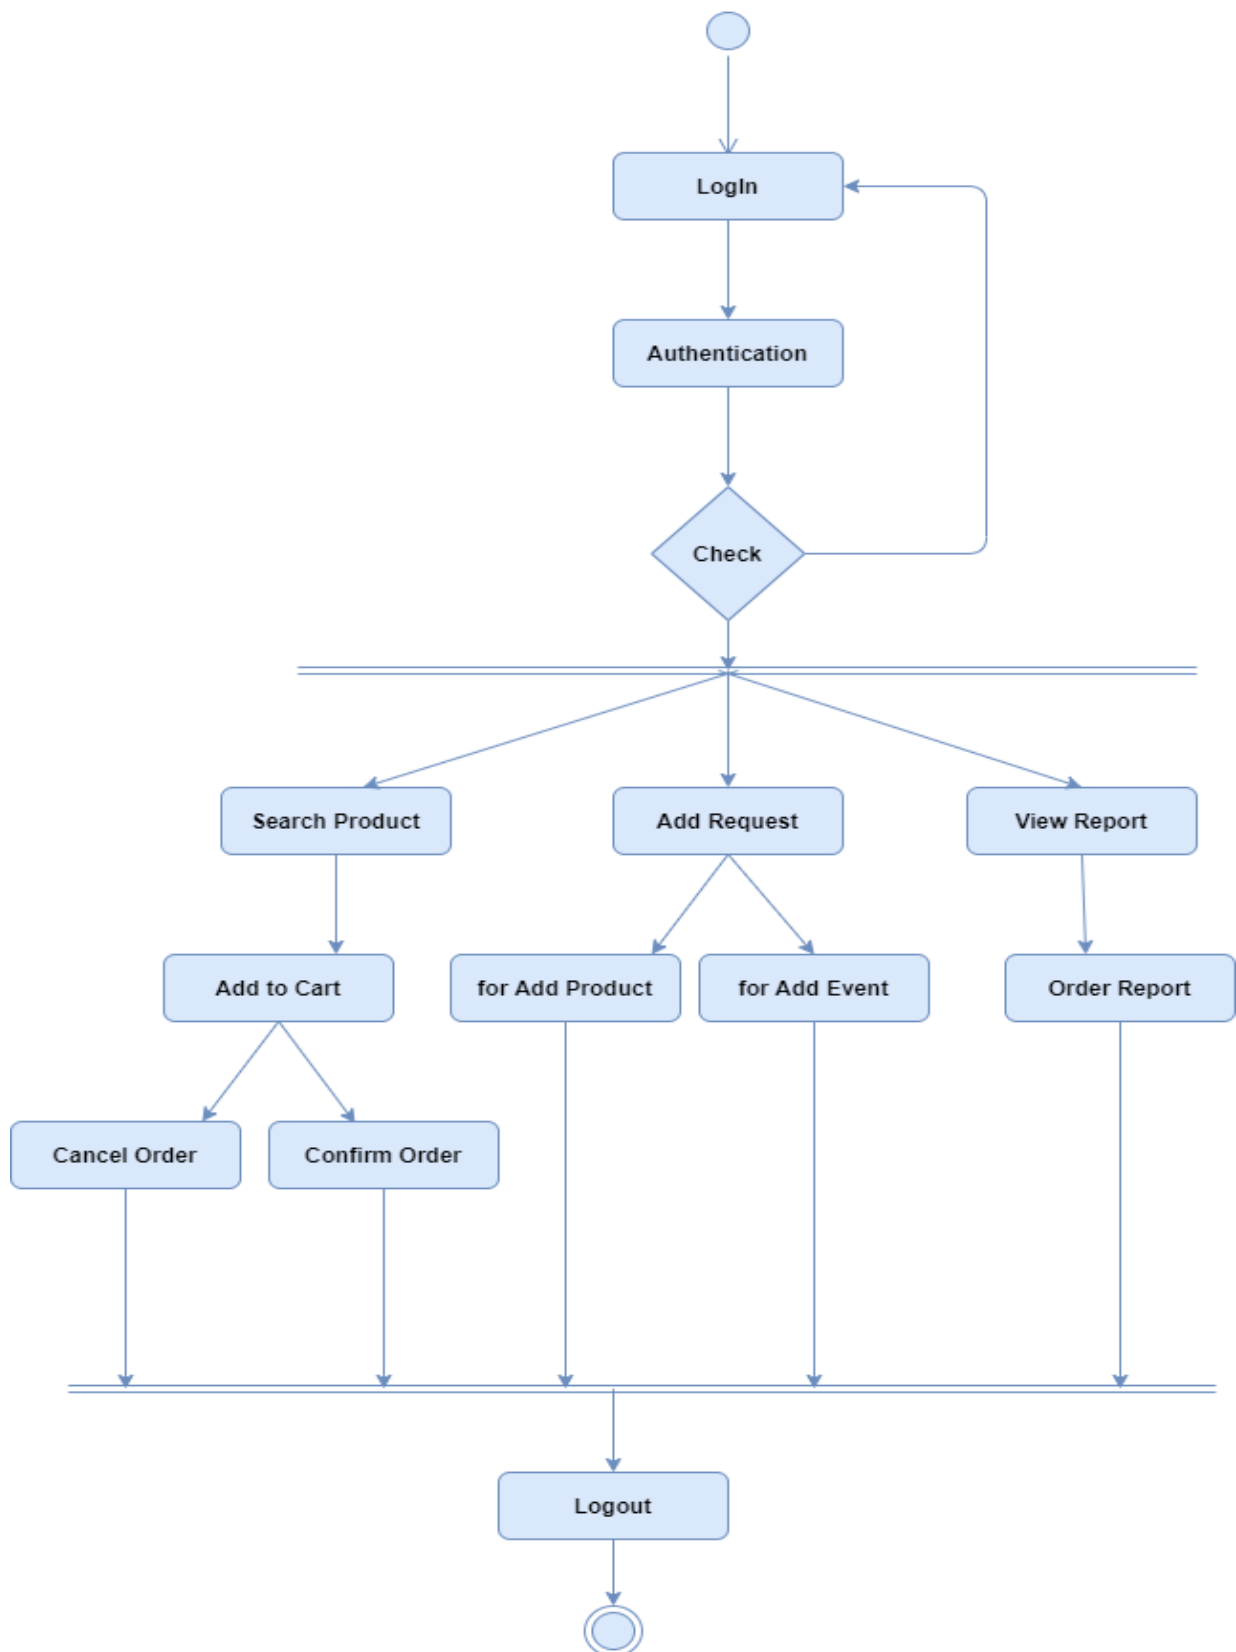 LogIn
Authentication
Check
Search Product
Add Request
View Report
Add to Cart
for Add Product
for Add Event
Order Report
Cancel Order
Confirm Order
Logout